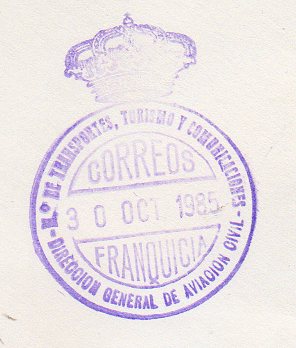 M.º DE TRANSPORTES, TURISMO Y COMUNICACIONES
CORREOS
30 OCT 1985
FRANQUICIA
- DIRECCION GENERAL DE AVIACION CIVIL -